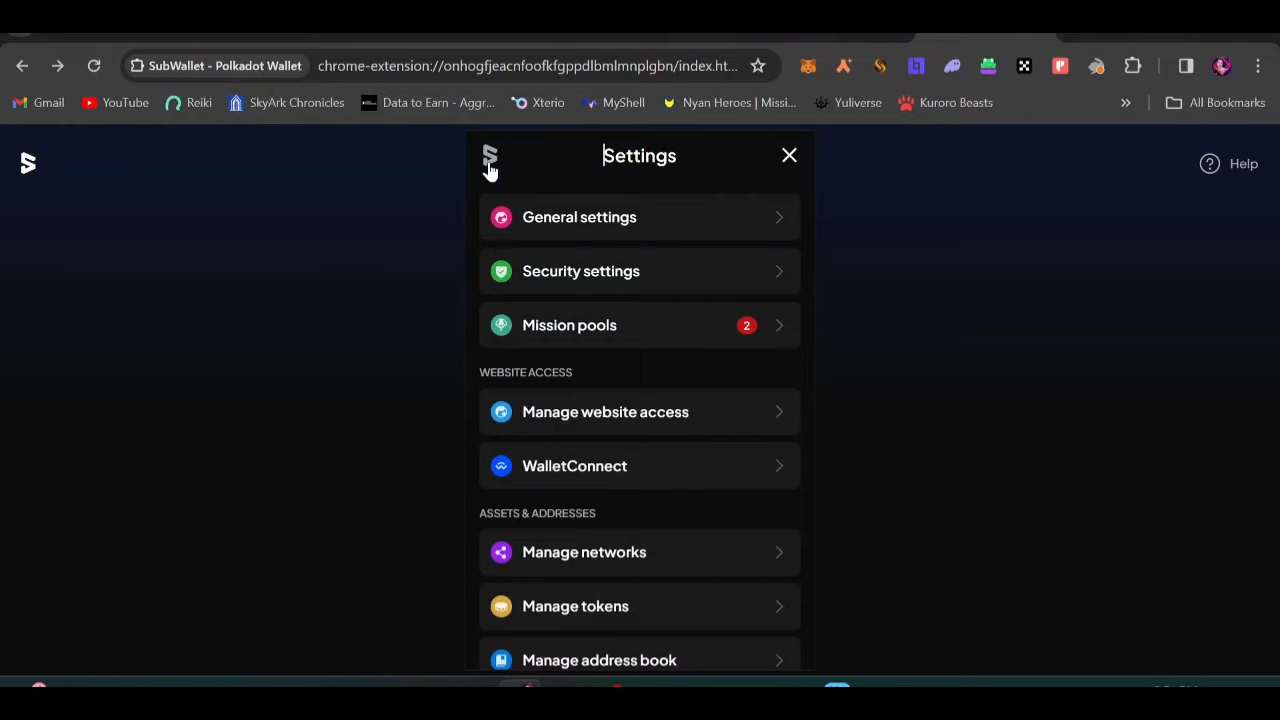 SubWallet - Polkadot Wallet
chrome-extension://onhogfjeacnfoofkfgppdlbmlmnplgbn/index.ht...
Gmail
YouTube
Reiki
SkyArk Chronicles
Data to Earn - Aggr...
Xterio
MyShell
Nyan Heroes | Missi...
Yuliverse
Kuroro Beasts
»
All Bookmarks
Settings
Help
General settings
Security settings
Mission pools 2
WEBSITE ACCESS
Manage website access
WalletConnect
ASSETS & ADDRESSES
Manage networks
Manage tokens
Manage address book